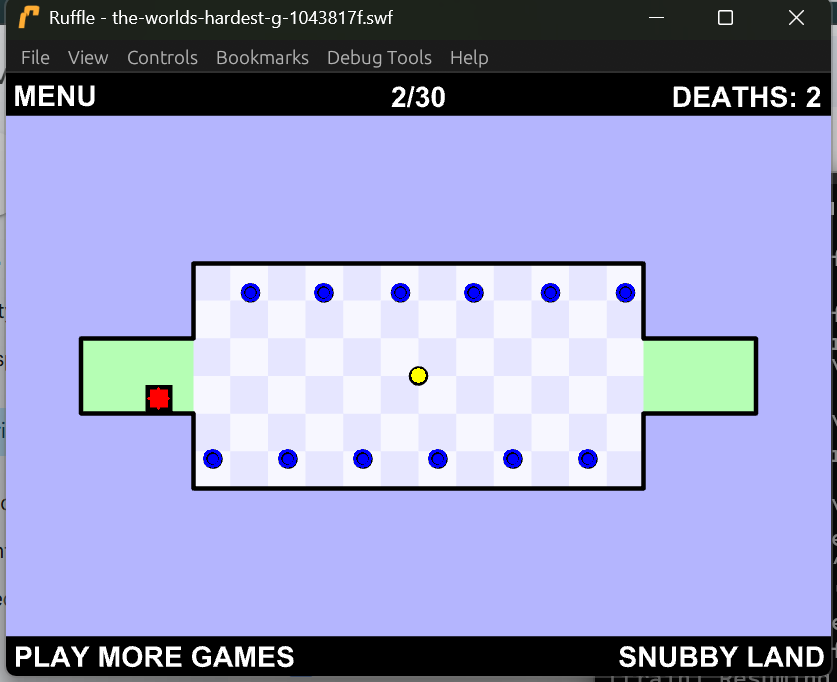 Ruffle - the-worlds-hardest-g-1043817f.swf
File View Controls Bookmarks Debug Tools Help
MENU 2/30 DEATHS: 2
PLAY MORE GAMES SNUBBY LAND